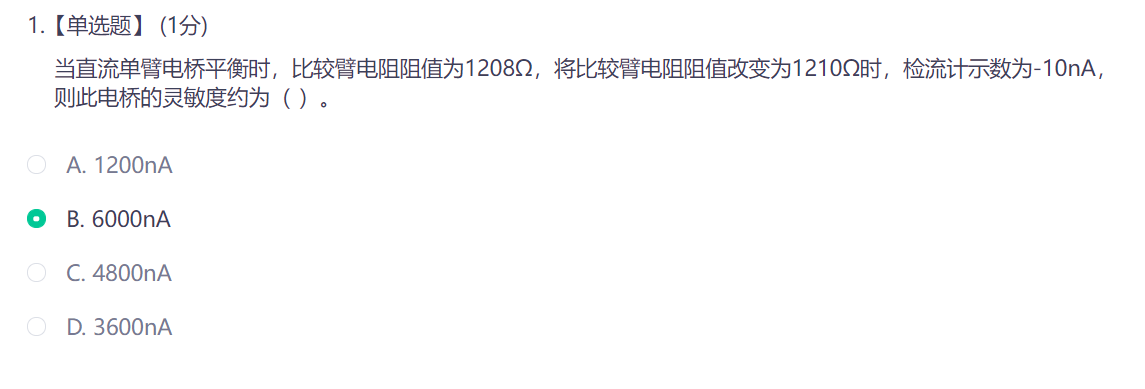 1.【单选题】 (1分)
当直流单臂电桥平衡时，比较臂电阻阻值为1208Ω，将比较臂电阻阻值改变为1210Ω时，检流计示数为-10nA，
则此电桥的灵敏度约为（ ）。
A. 1200nA
B. 6000nA
C. 4800nA
D. 3600nA